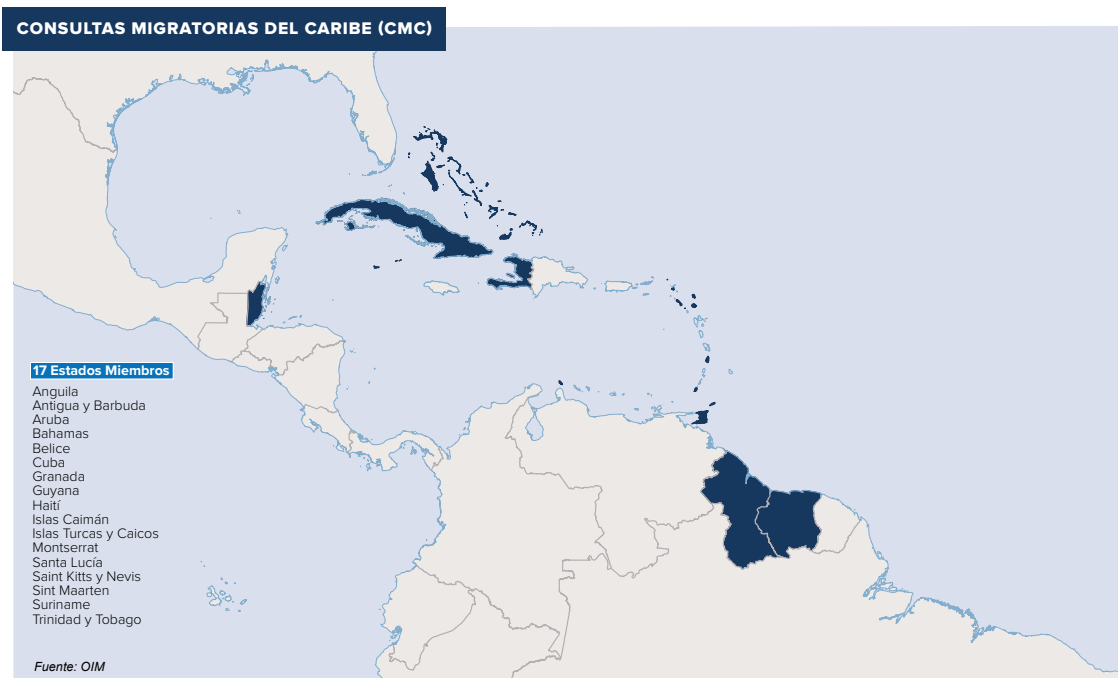 CONSULTAS MIGRATORIAS DEL CARIBE (CMC)
17 Estados Miembros
Anguila
Antigua y Barbuda
Aruba
Bahamas
Belice
Cuba
Granada
Guyana
Haití
Islas Caimán
Islas Turcas y Caicos
Montserrat
Santa Lucía
Saint Kitts y Nevis
Sint Maarten
Suriname
Trinidad y Tobago
Fuente: OIM